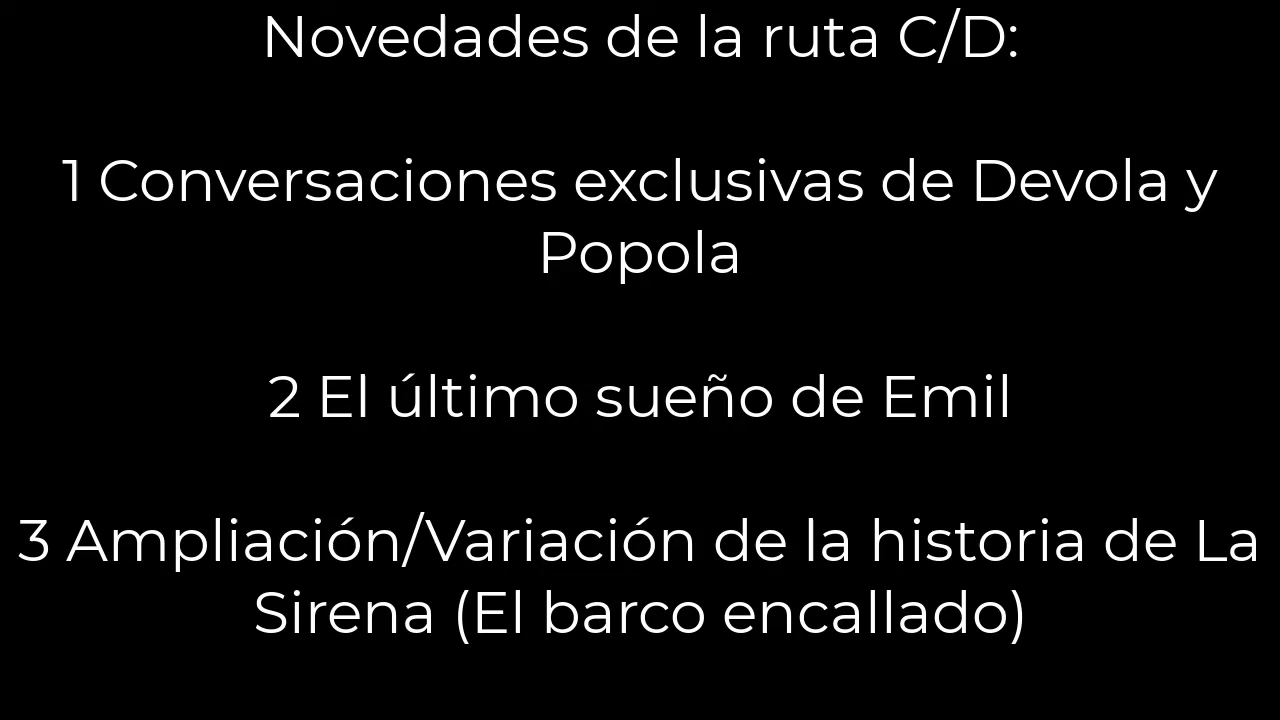 Novedades de la ruta C/D:
1 Conversaciones exclusivas de Devola y
Popola
2 El último sueño de Emil
3 Ampliación/Variación de la historia de La
Sirena (El barco encallado)